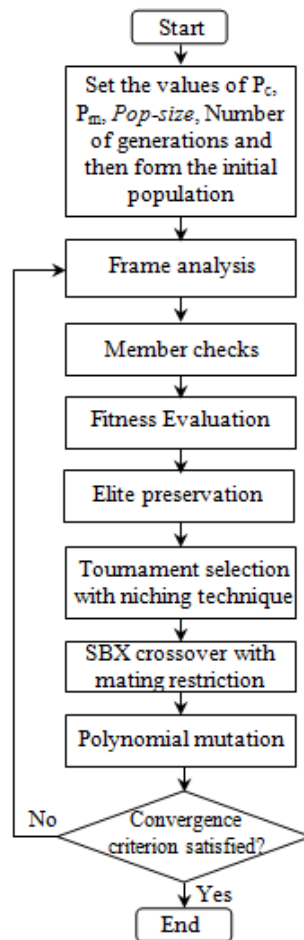 Start
Set the values of Pc,
Pm, Pop-size, Number
of generations and
then form the initial
population
Frame analysis
Member checks
Fitness Evaluation
Elite preservation
Tournament selection
with niching technique
SBX crossover with
mating restriction
Polynomial mutation
No
Convergence
criterion satisfied?
Yes
End